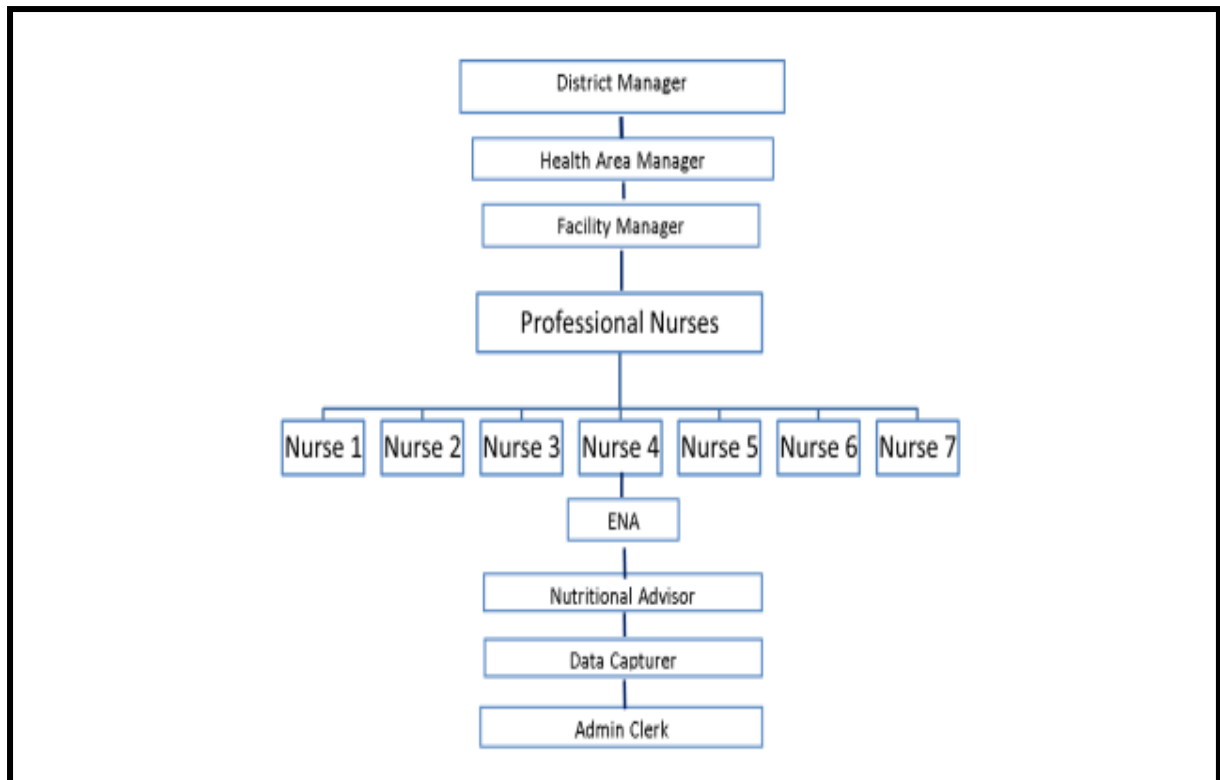 District Manager
Health Area Manager
Facility Manager
Professional Nurses
Nurse 1 Nurse 2 Nurse 3 Nurse 4 Nurse 5 Nurse 6 Nurse 7
ENA
Nutritional Advisor
Data Capturer
Admin Clerk